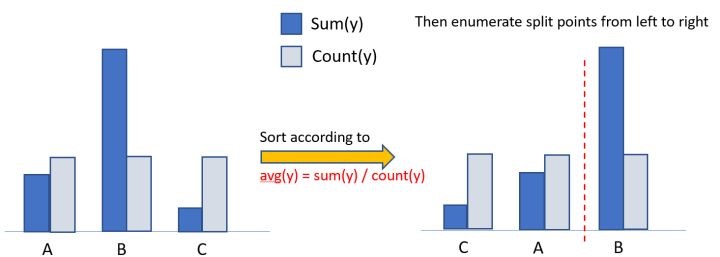 Sum(y)
Count(y)
Then enumerate split points from left to right
Sort according to
avg(y) = sum(y) / count(y)
A B C
C A B